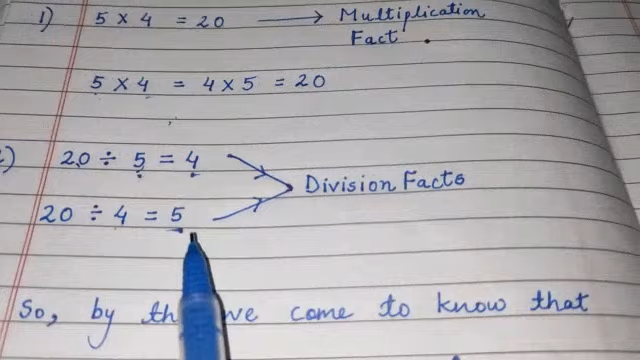 1) 5 × 4 = 20 → Multiplication
Fact.
5 × 4 = 4 × 5 = 20
20 ÷ 5 = 4
Division Facts
20 ÷ 4 = 5
So, by we come to know that